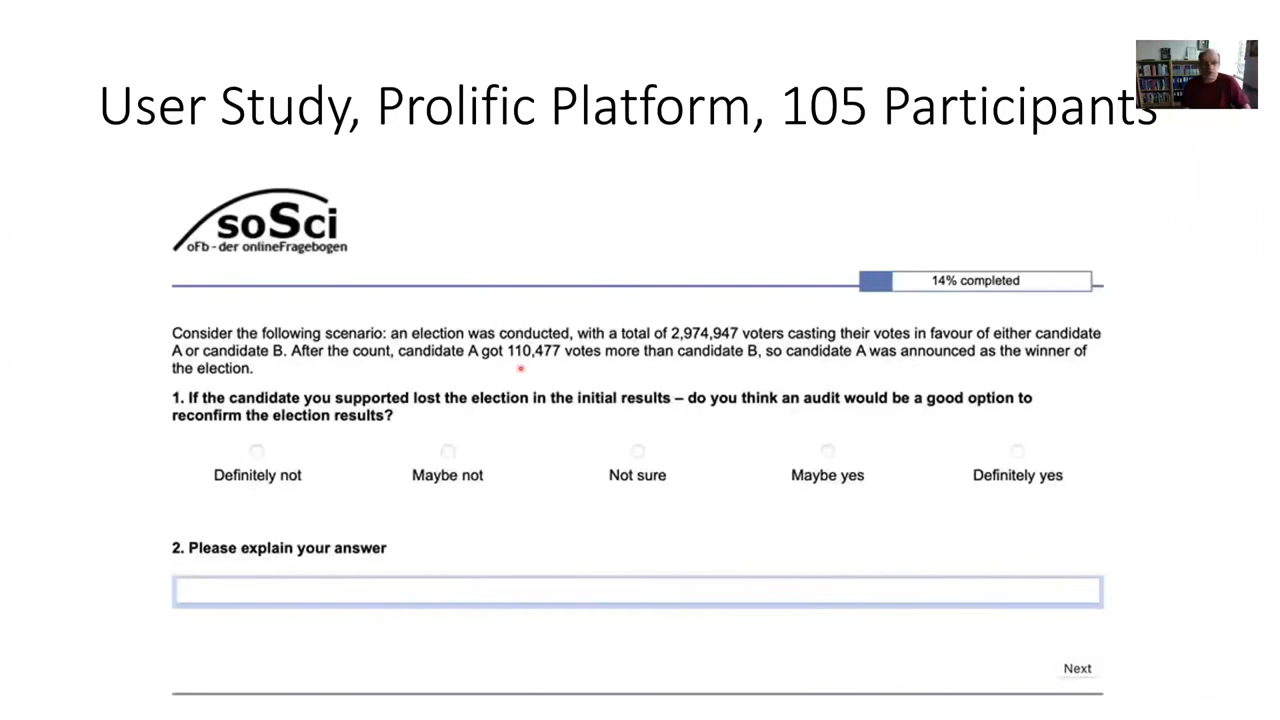 User Study, Prolific Platform, 105 Participants
soSci
oFb - der onlineFragebogen
14% completed
Consider the following scenario: an election was conducted, with a total of 2,974,947 voters casting their votes in favour of either candidate
A or candidate B. After the count, candidate A got 110,477 votes more than candidate B, so candidate A was announced as the winner of
the election.
1. If the candidate you supported lost the election in the initial results – do you think an audit would be a good option to
reconfirm the election results?
Definitely not Maybe not Not sure Maybe yes Definitely yes
2. Please explain your answer
Next